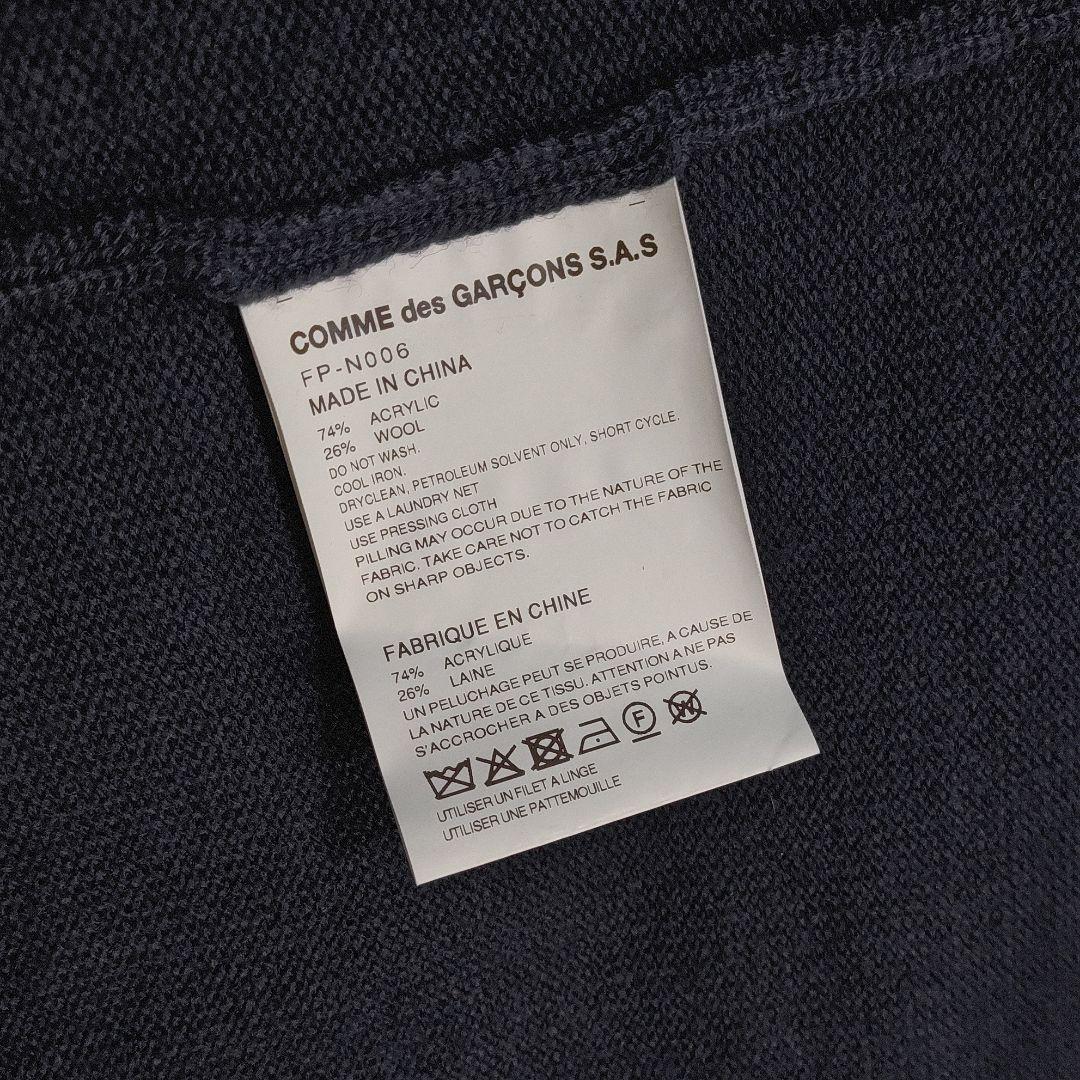 COMME des GARÇONS S.A.S
FP-N006
MADE IN CHINA
74% ACRYLIC
26% WOOL
DO NOT WASH.
COOL IRON.
DRYCLEAN, PETROLEUM SOLVENT ONLY, SHORT CYCLE.
USE A LAUNDRY NET
USE PRESSING CLOTH
PILLING MAY OCCUR DUE TO THE NATURE OF THE
FABRIC. TAKE CARE NOT TO CATCH THE FABRIC
ON SHARP OBJECTS.
FABRIQUE EN CHINE
74% ACRYLIQUE
26% LAINE
UN PELUCHAGE PEUT SE PRODUIRE, A CAUSE DE
LA NATURE DE CE TISSU. ATTENTION A NE PAS
S'ACCROCHER A DES OBJETS POINTUS.
F W
UTILISER UN FILET A LINGE
UTILISER UNE PATTEMOUILLE